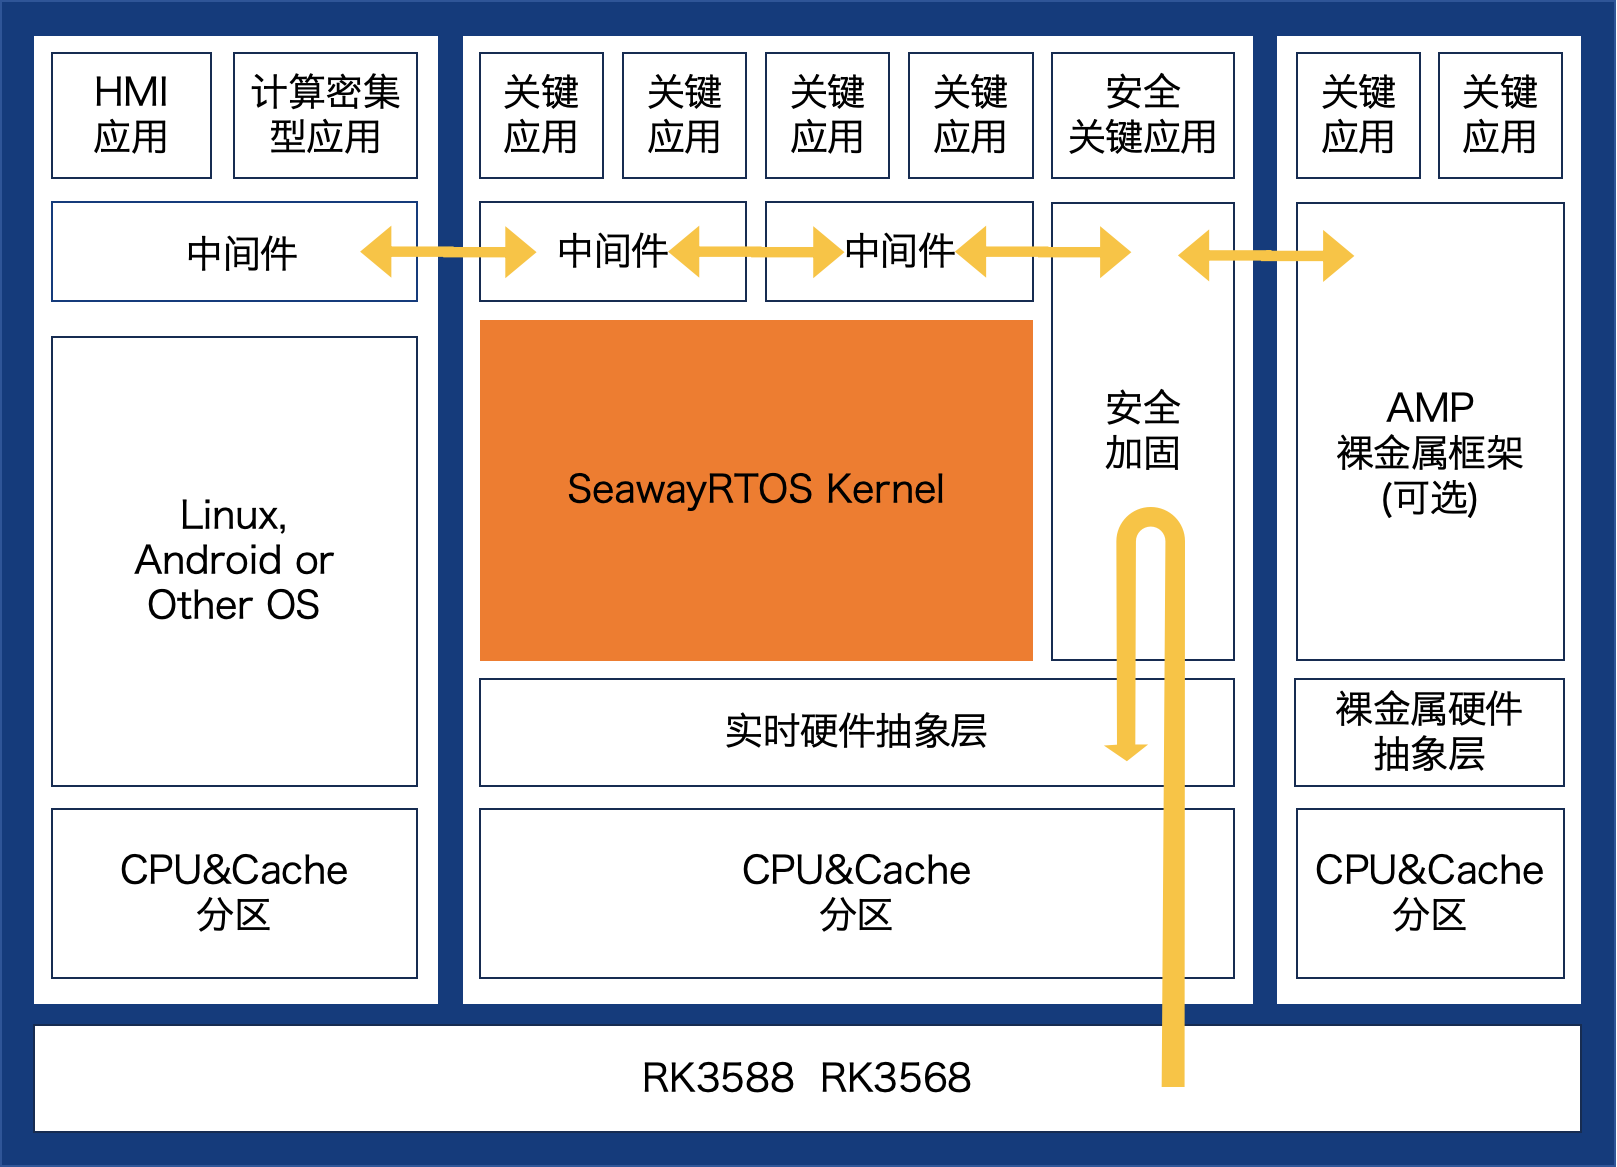 HMI
应用
计算密集
型应用
关键
应用
关键
应用
关键
应用
关键
应用
安全
关键应用
关键
应用
关键
应用
中间件
中间件
中间件
Linux,
Android or
Other OS
SeawayRTOS Kernel
安全
加固
AMP
裸金属框架
(可选)
实时硬件抽象层
裸金属硬件
抽象层
CPU&Cache
分区
CPU&Cache
分区
CPU&Cache
分区
RK3588 RK3568